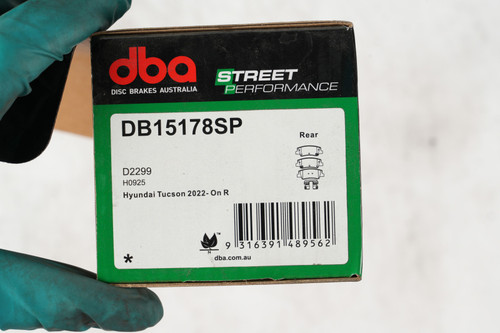 dba
DISC BRAKES AUSTRALIA
STREET
PERFORMANCE
DB15178SP
Rear
D2299
H0925
Hyundai Tucson 2022- On R
9 316391 489562
*
dba.com.au